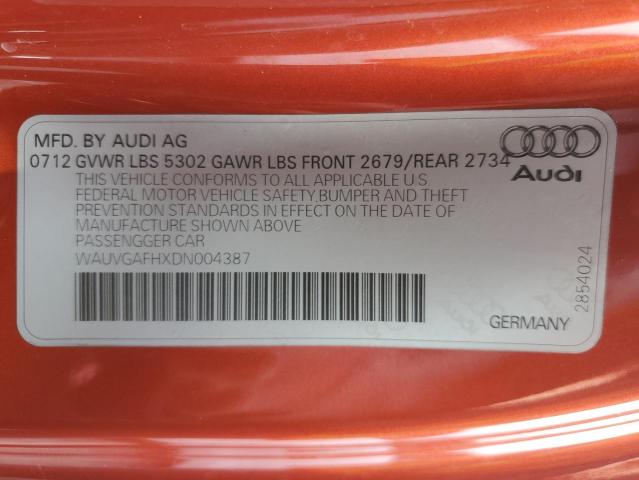 MFD. BY AUDI AG
0712 GVWR LBS 5302 GAWR LBS FRONT 2679/REAR 2734
THIS VEHICLE CONFORMS TO ALL APPLICABLE U.S
FEDERAL MOTOR VEHICLE SAFETY,BUMPER AND THEFT
PREVENTION STANDARDS IN EFFECT ON THE DATE OF
MANUFACTURE SHOWN ABOVE
PASSENGGER CAR
WAUVGAFHXDN004387
Audi
2854024
GERMANY